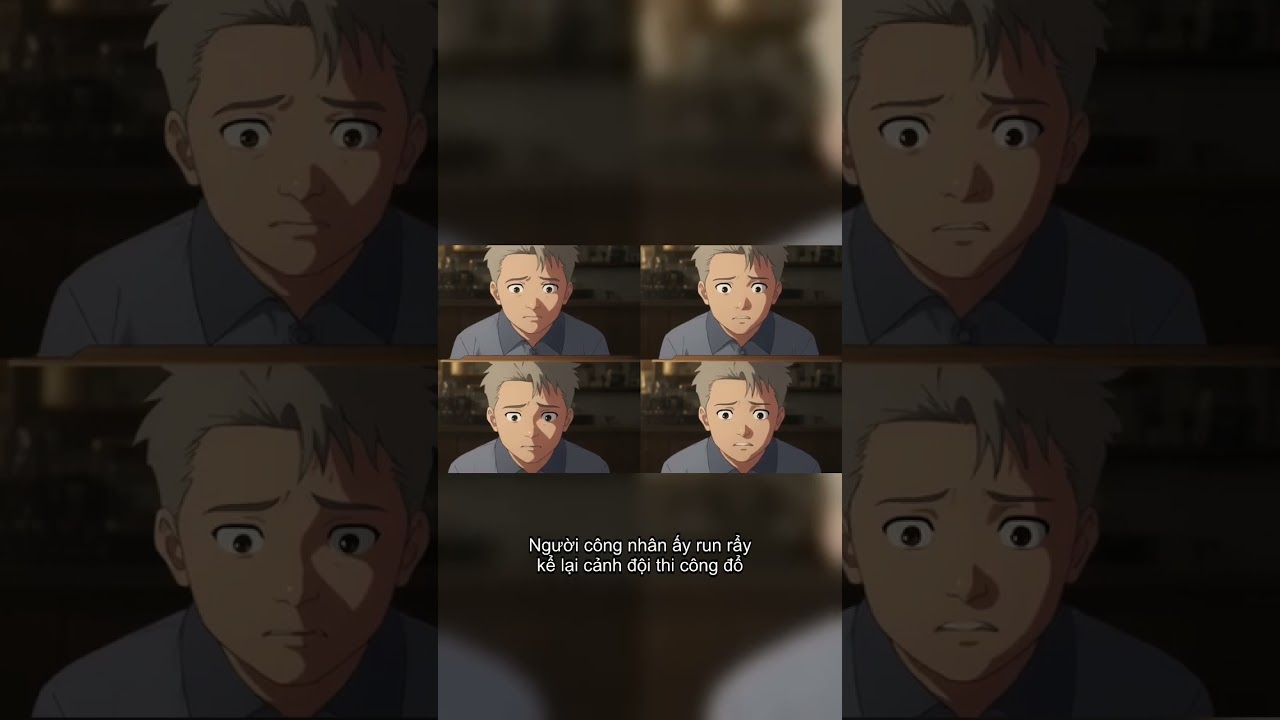 Người công nhân ấy run rẩy
kể lại cảnh đội thi công đổ